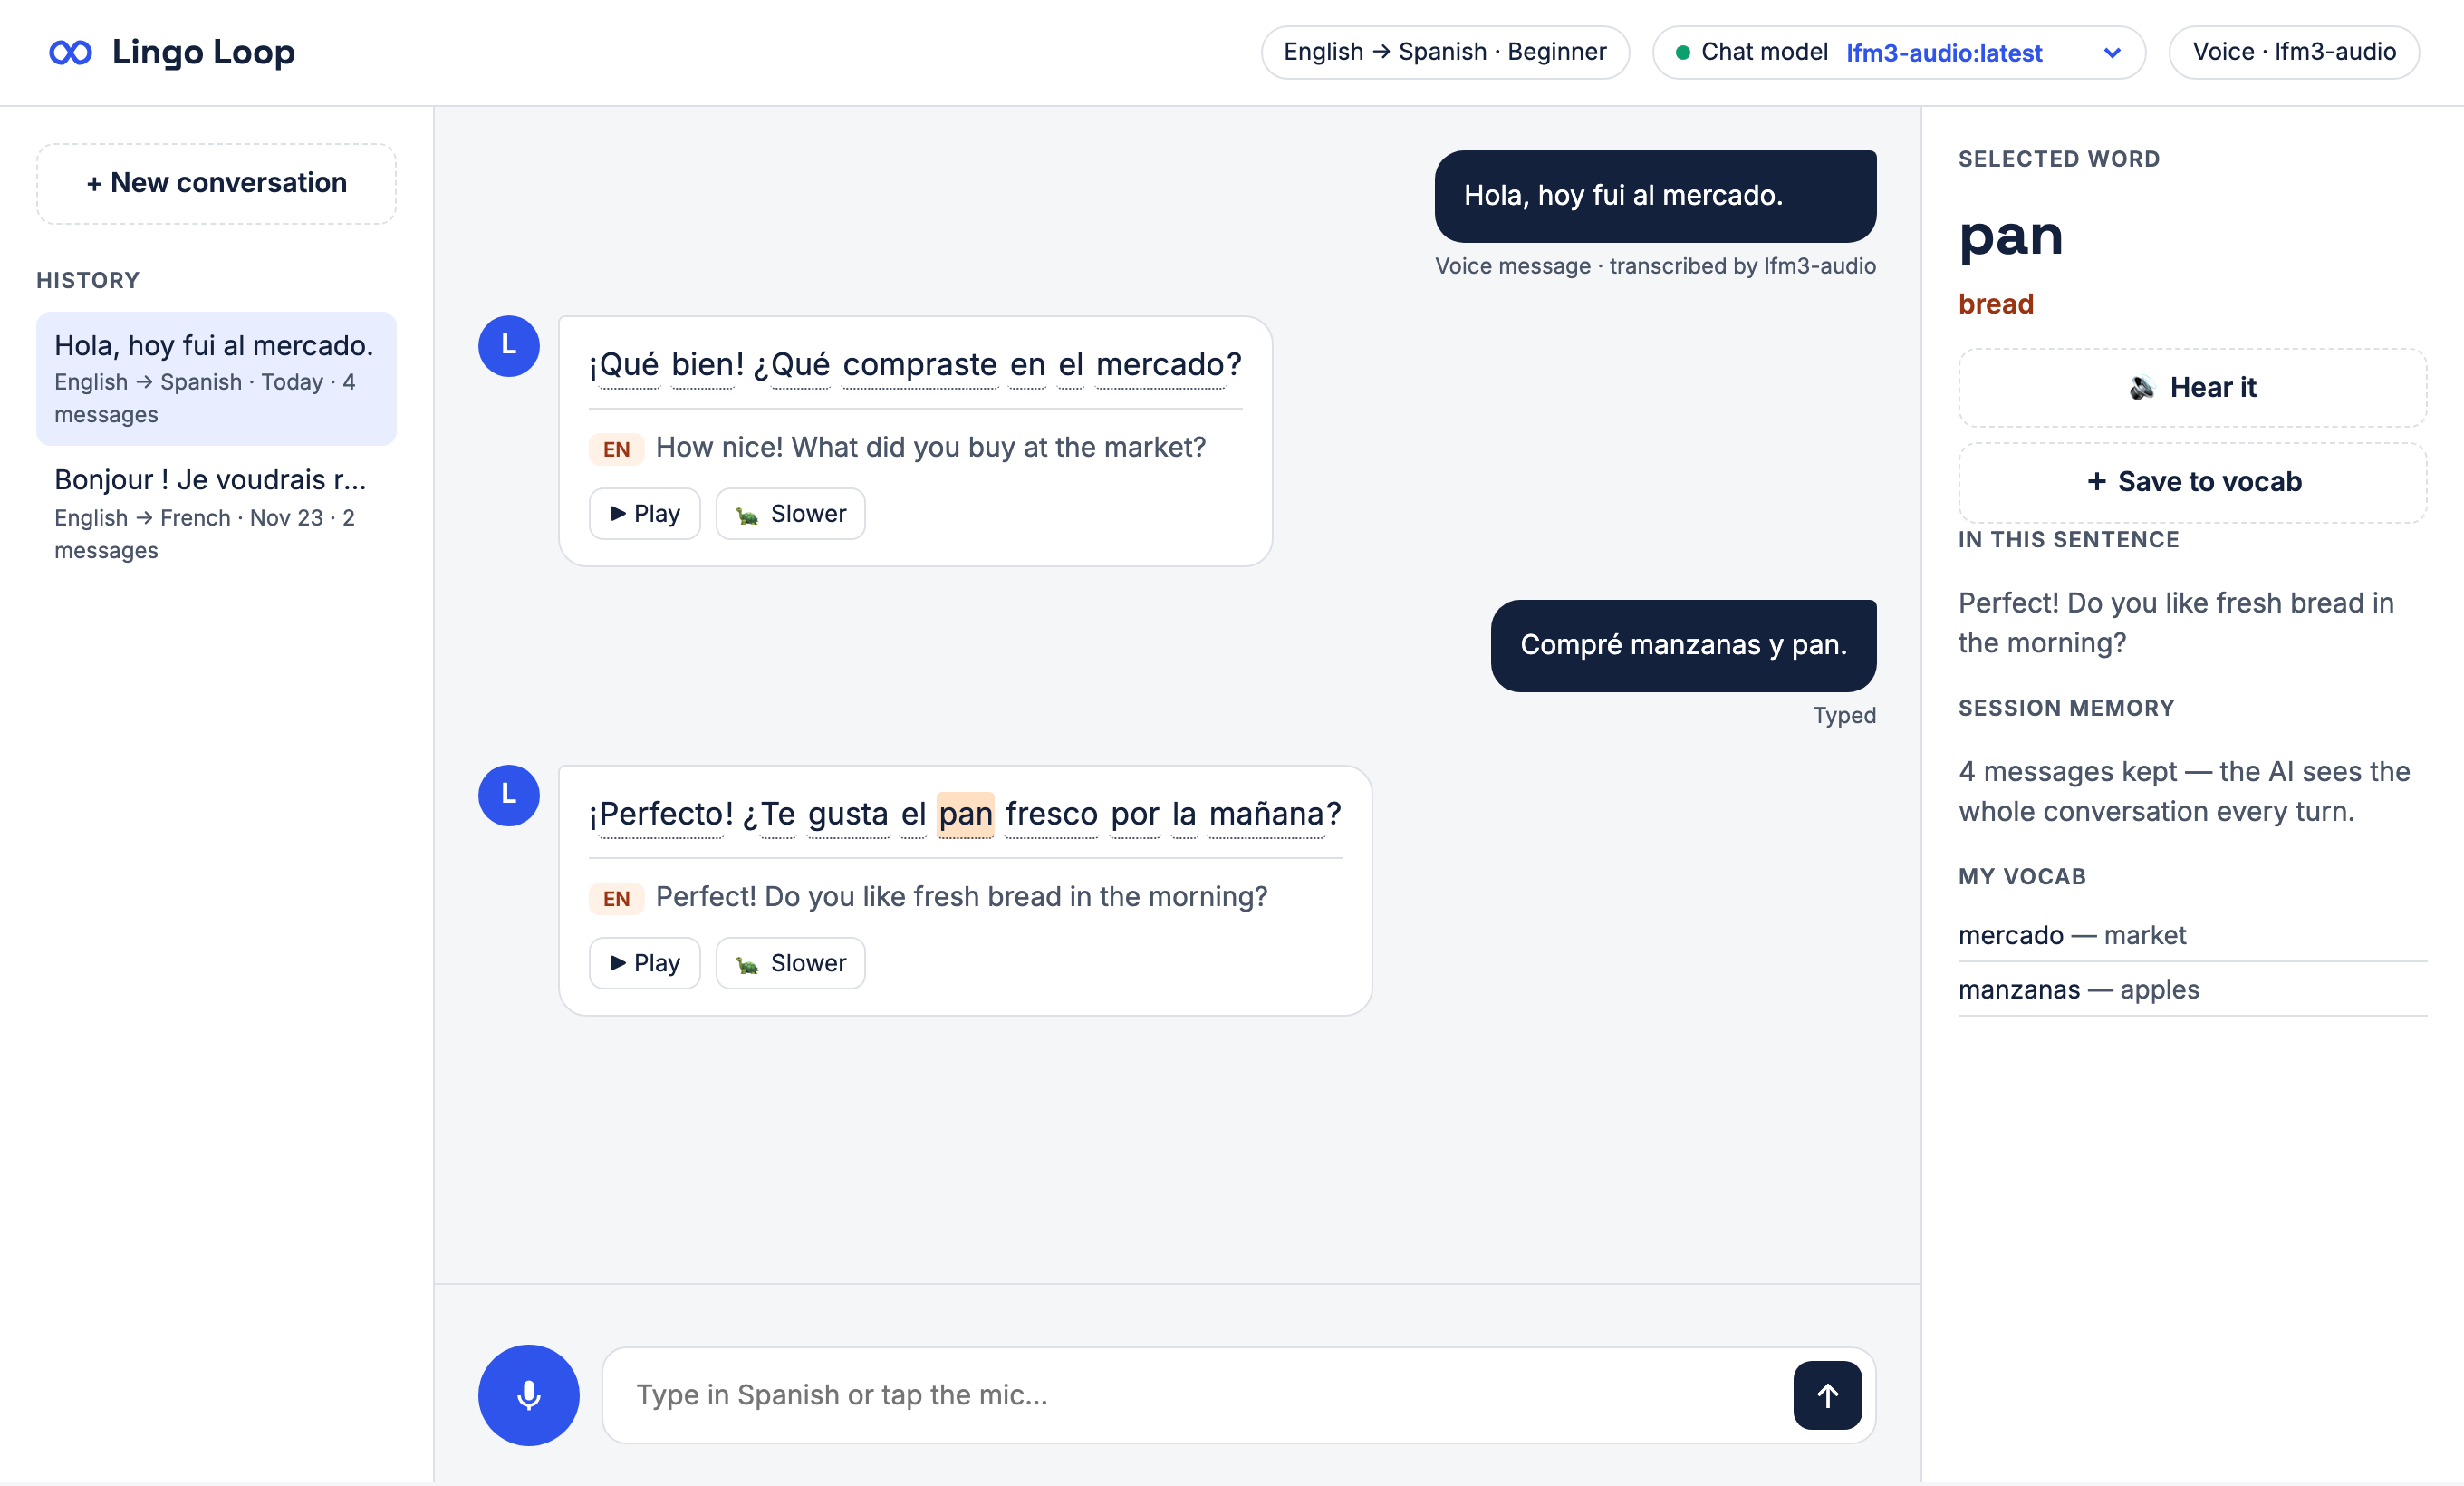 Lingo Loop
English → Spanish · Beginner
Chat model lfm3-audio:latest
Voice · lfm3-audio
+ New conversation
HISTORY
Hola, hoy fui al mercado.
English → Spanish · Today · 4
messages
Bonjour ! Je voudrais r...
English → French · Nov 23 · 2
messages
Hola, hoy fui al mercado.
Voice message · transcribed by lfm3-audio
L
¡Qué bien! ¿Qué compraste en el mercado?
EN How nice! What did you buy at the market?
▶ Play
🐢 Slower
Compré manzanas y pan.
Typed
L
¡Perfecto! ¿Te gusta el pan fresco por la mañana?
EN Perfect! Do you like fresh bread in the morning?
▶ Play
🐢 Slower
Type in Spanish or tap the mic...
SELECTED WORD
pan
bread
🔊 Hear it
+ Save to vocab
IN THIS SENTENCE
Perfect! Do you like fresh bread in
the morning?
SESSION MEMORY
4 messages kept — the AI sees the
whole conversation every turn.
MY VOCAB
mercado — market
manzanas — apples